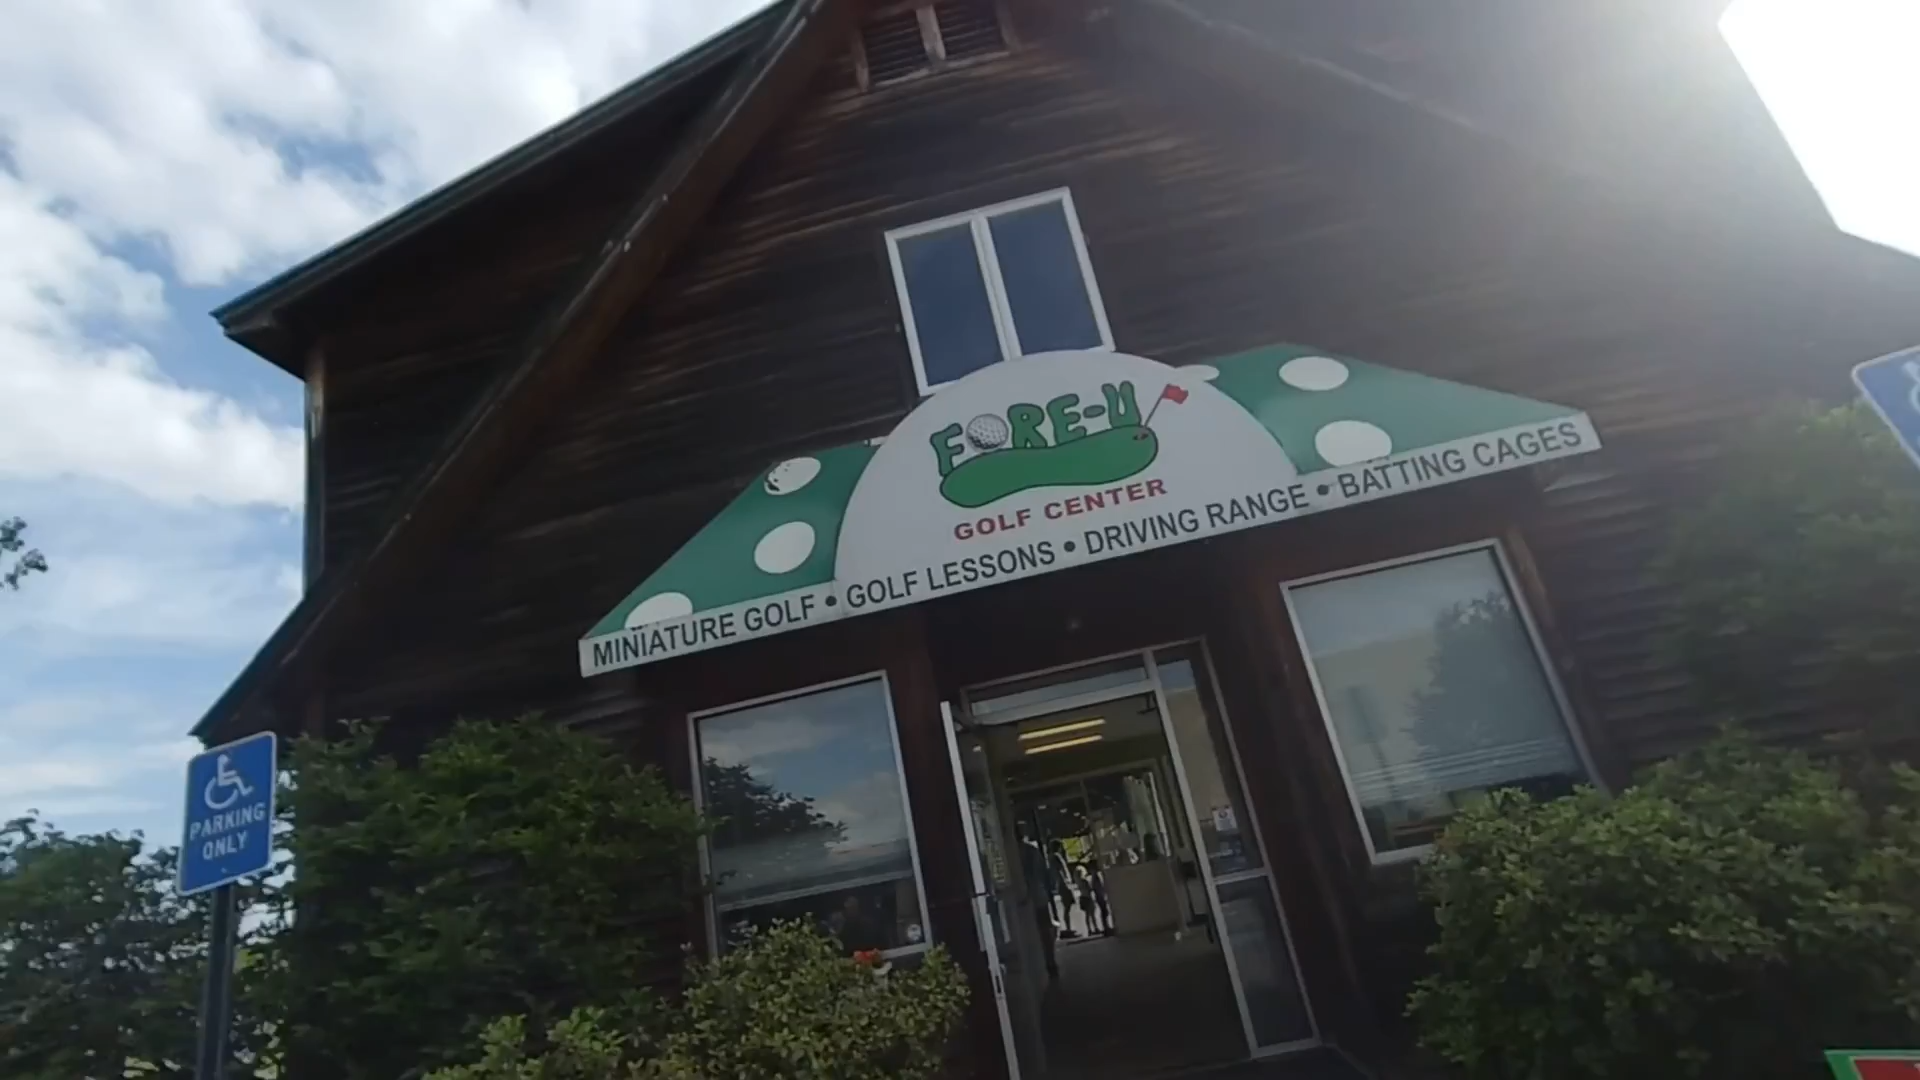 FORE-U
GOLF CENTER
MINIATURE GOLF • GOLF LESSONS • DRIVING RANGE • BATTING CAGES
PARKING
ONLY